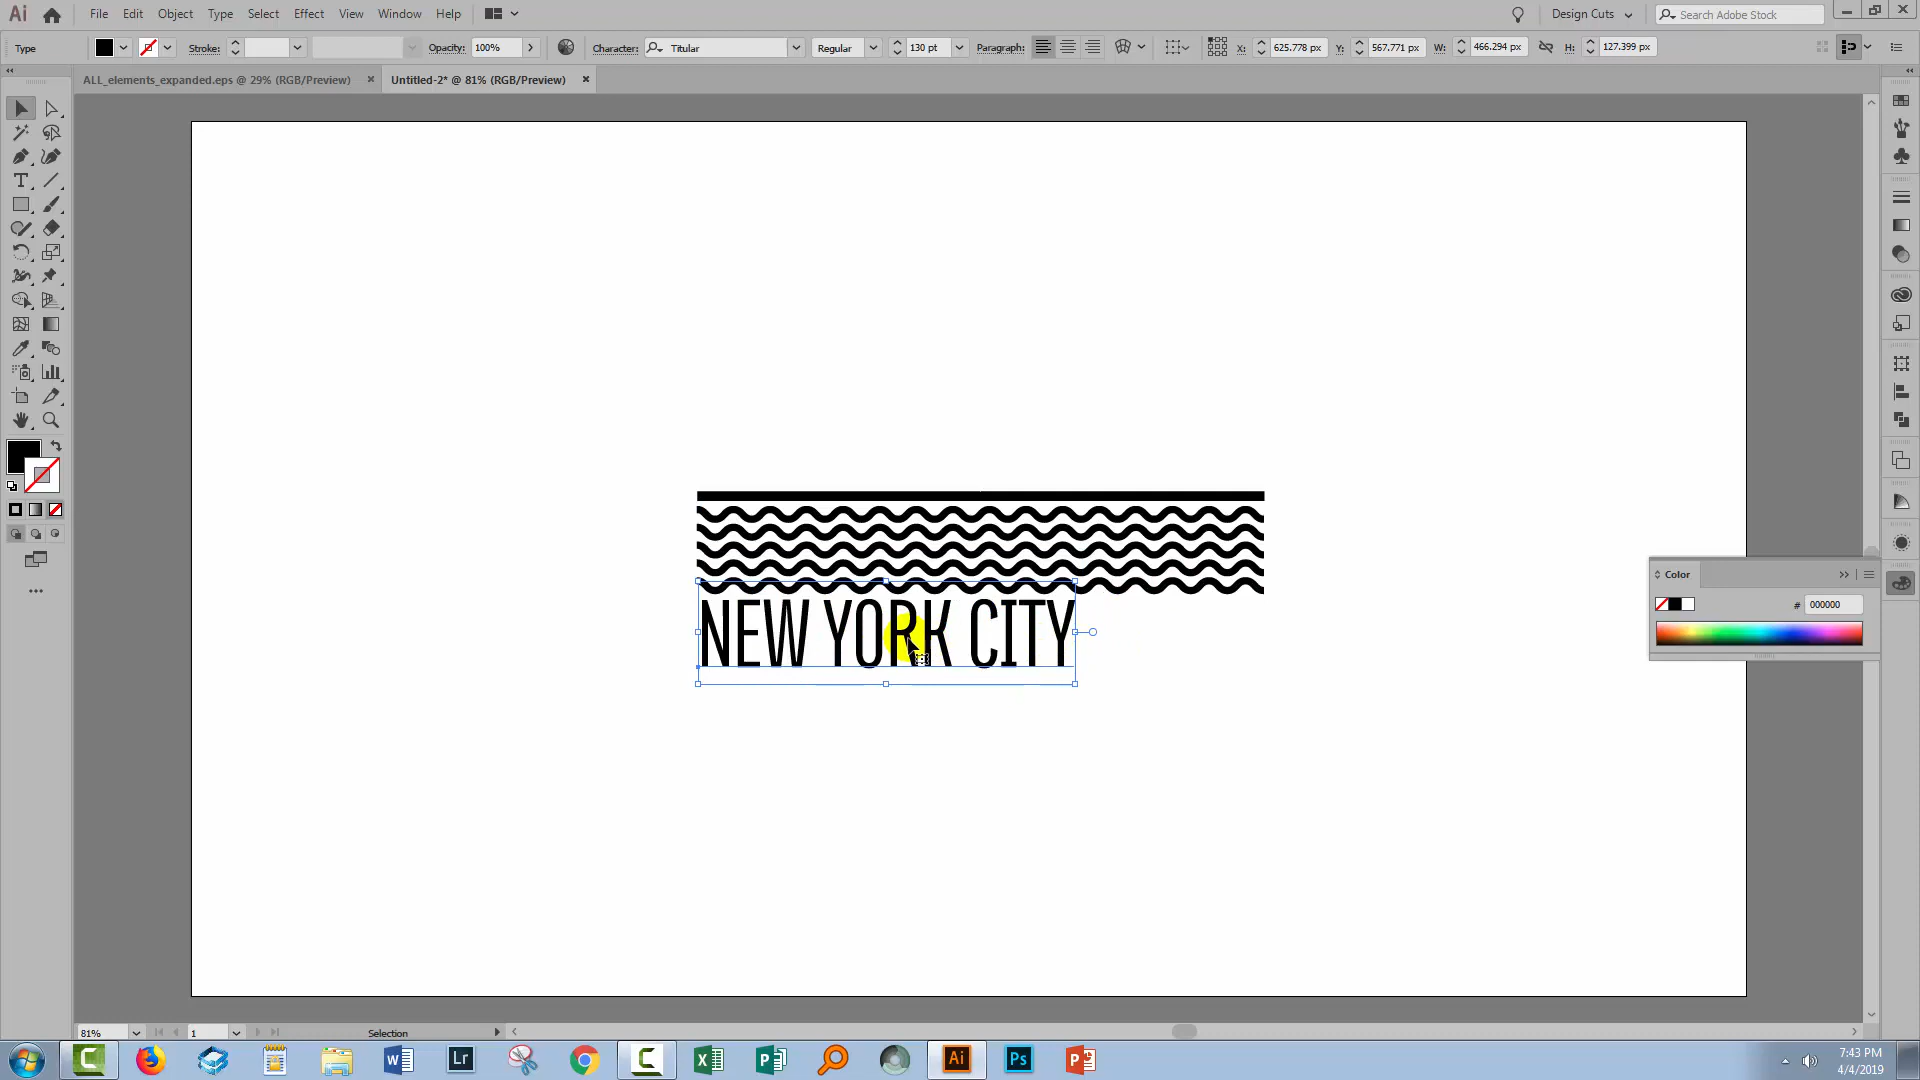 Ai File Edit Object Type Select Effect View Window Help Design Cuts Search Adobe Stock
Type Stroke: Opacity: 100% Character: Titular Regular 130 pt Paragraph: X: 625.778 px Y: 567.771 px W: 466.294 px H: 127.399 px
ALL_elements_expanded.eps @ 29% (RGB/Preview) Untitled-2* @ 81% (RGB/Preview)
Color
# 000000
NEW YORK CITY
81% 1 Selection
W Lr X P Ai Ps P
7:43 PM
4/4/2019